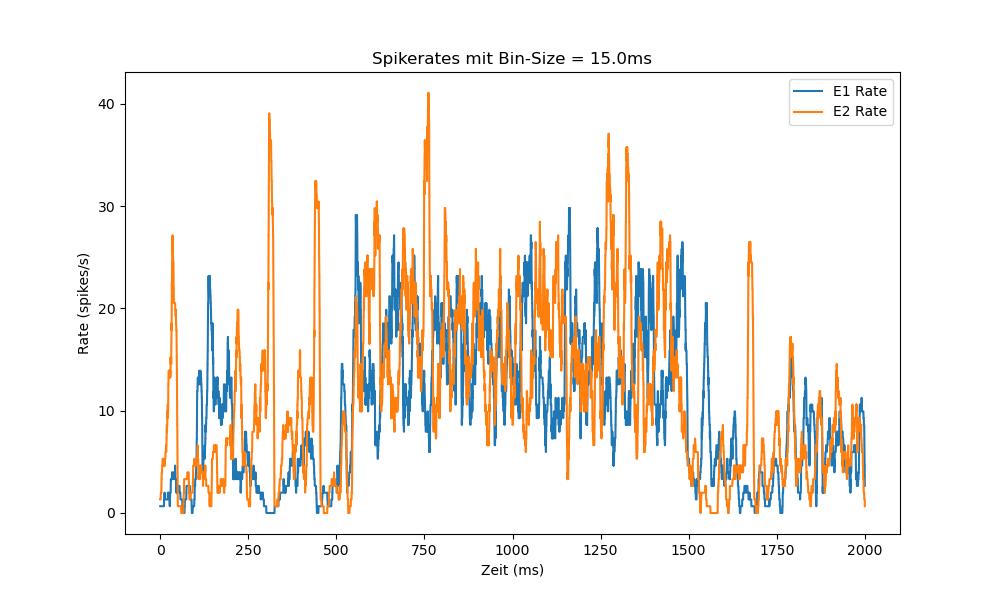 Spikerates mit Bin-Size = 15.0ms
E1 Rate
E2 Rate
Rate (spikes/s)
40
30
20
10
0
0 250 500 750 1000 1250 1500 1750 2000
Zeit (ms)